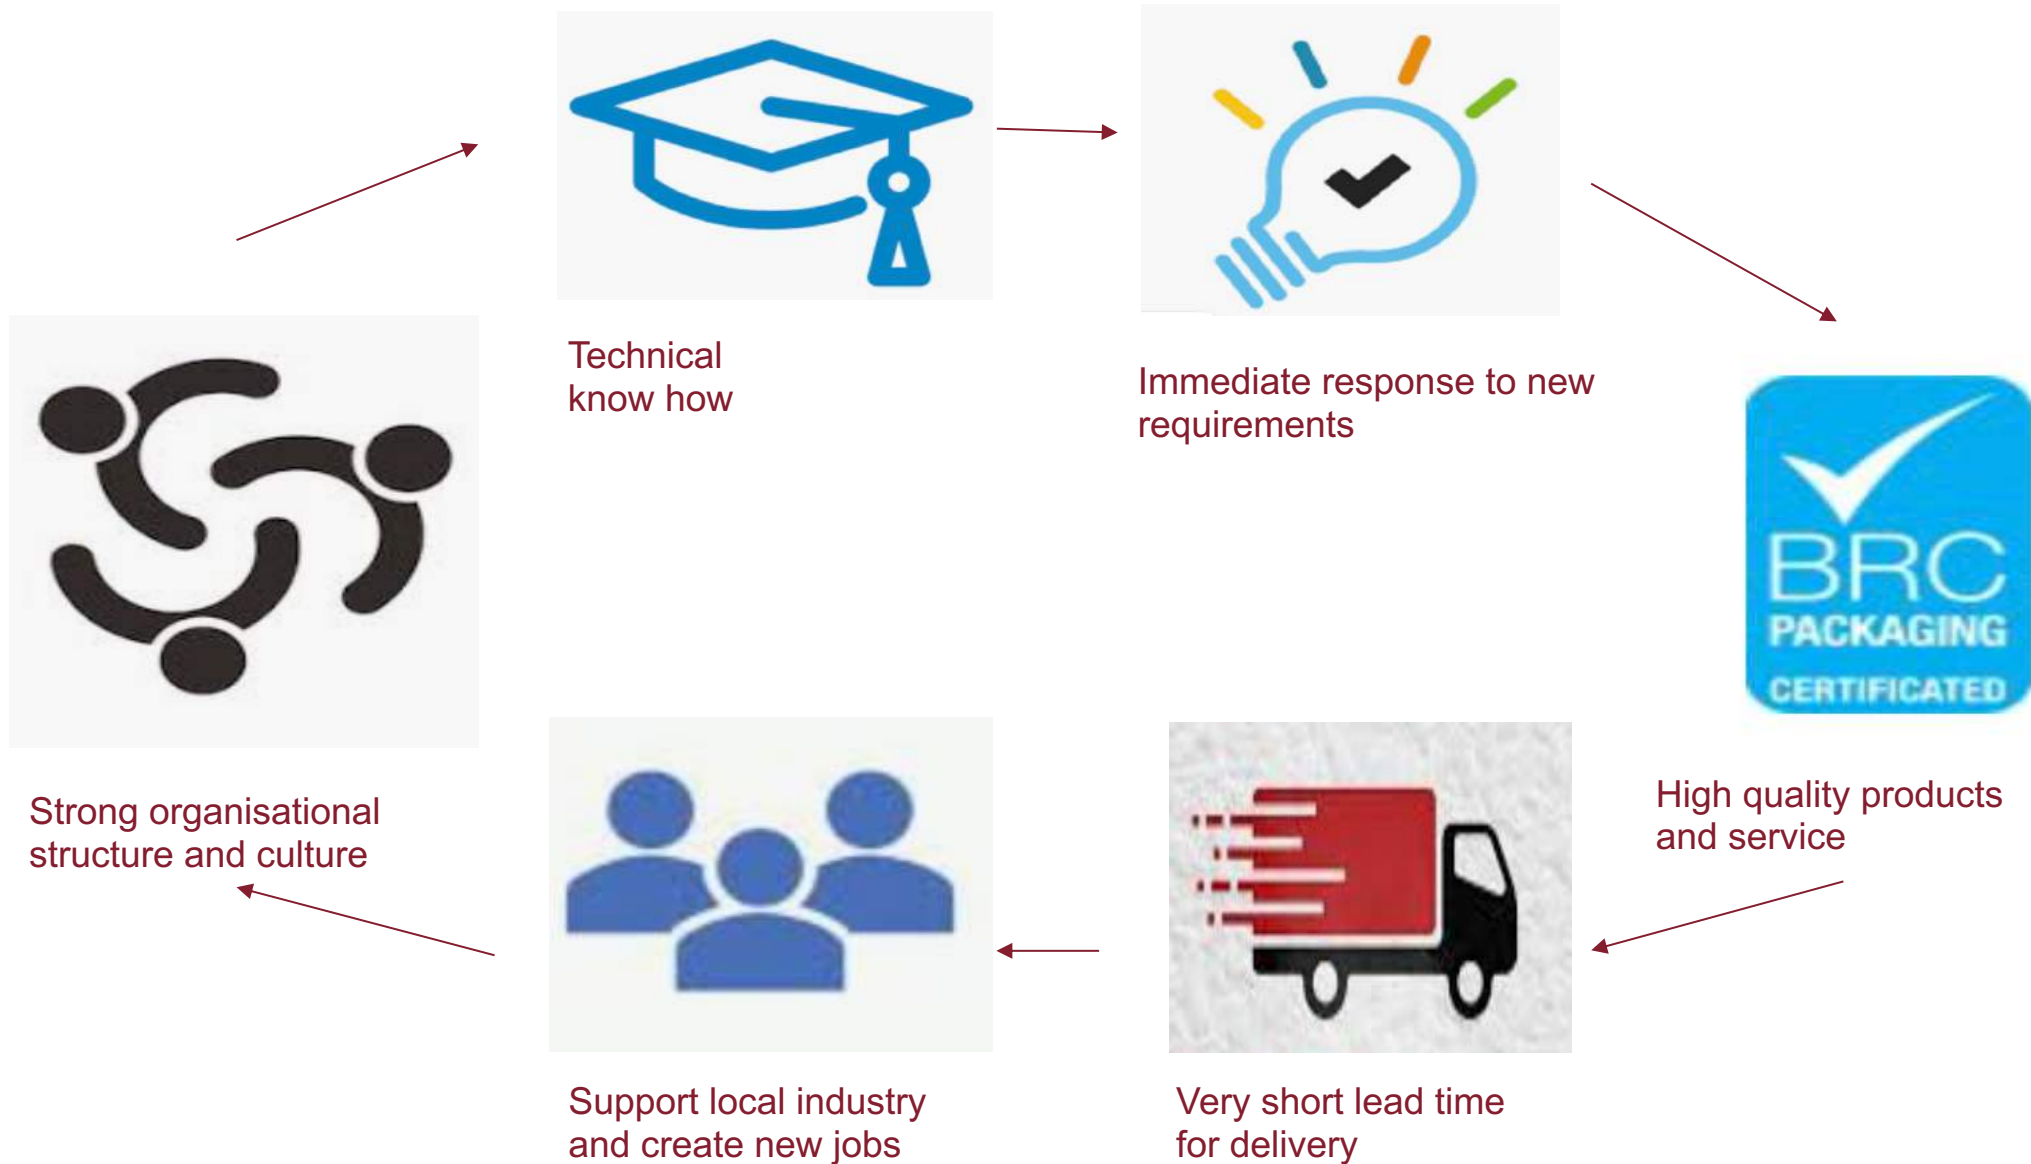 Technical
know how
Immediate response to new
requirements
BRC
PACKAGING
CERTIFICATED
High quality products
and service
Strong organisational
structure and culture
Support local industry
and create new jobs
Very short lead time
for delivery